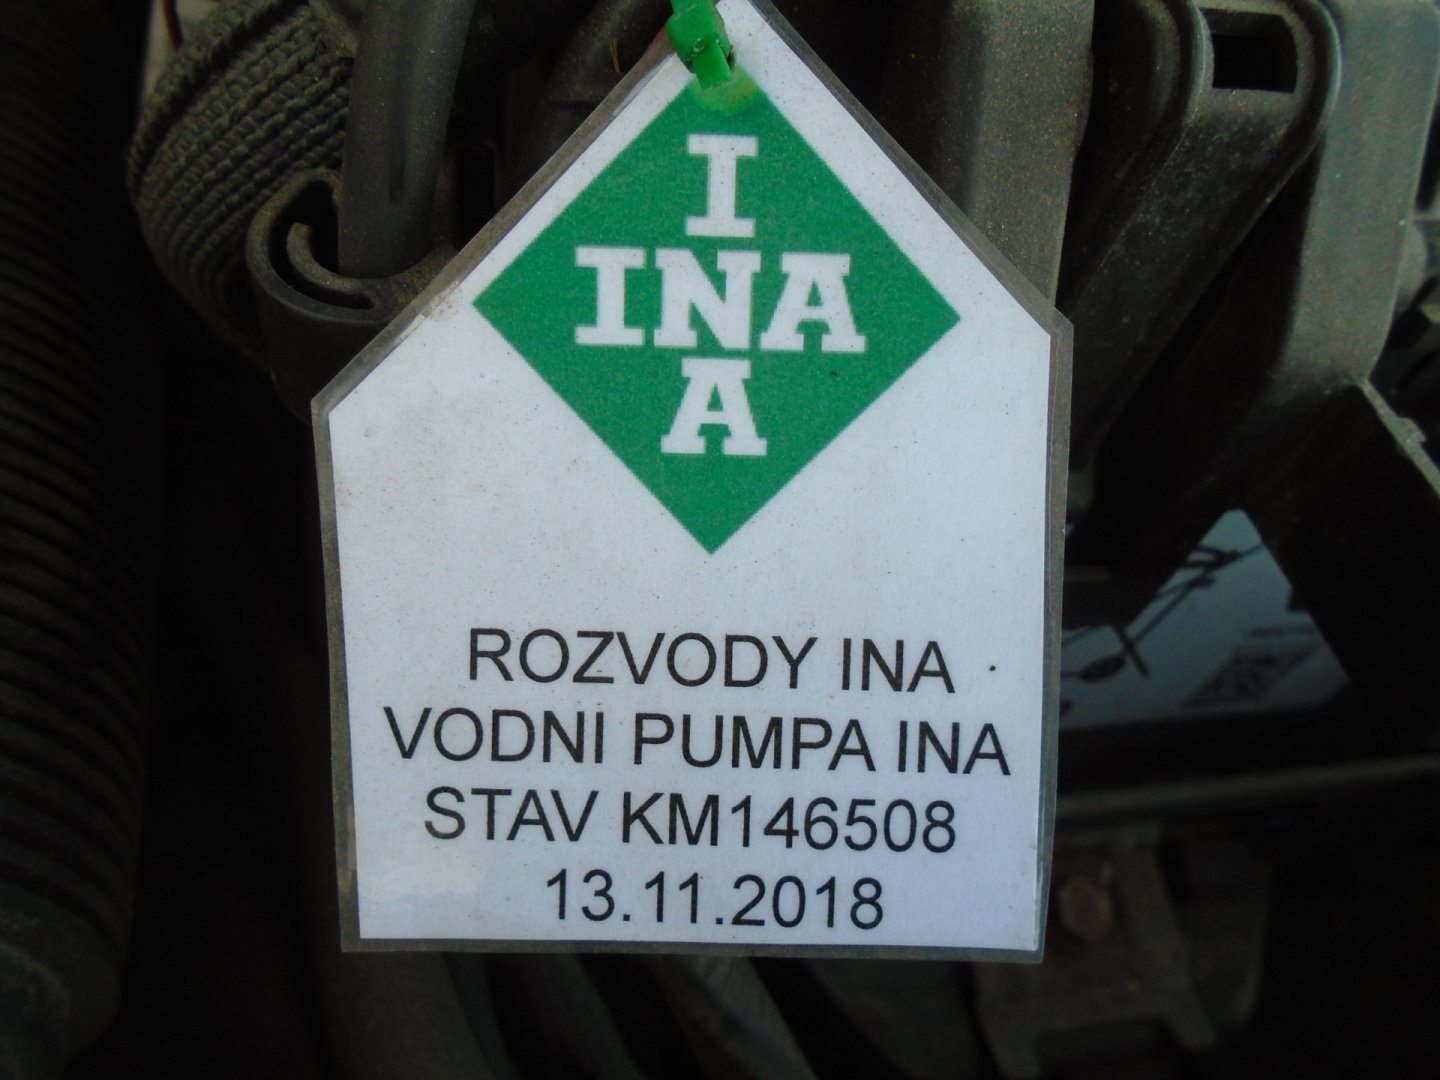 I
INA
A
ROZVODY INA
VODNI PUMPA INA
STAV KM146508
13.11.2018